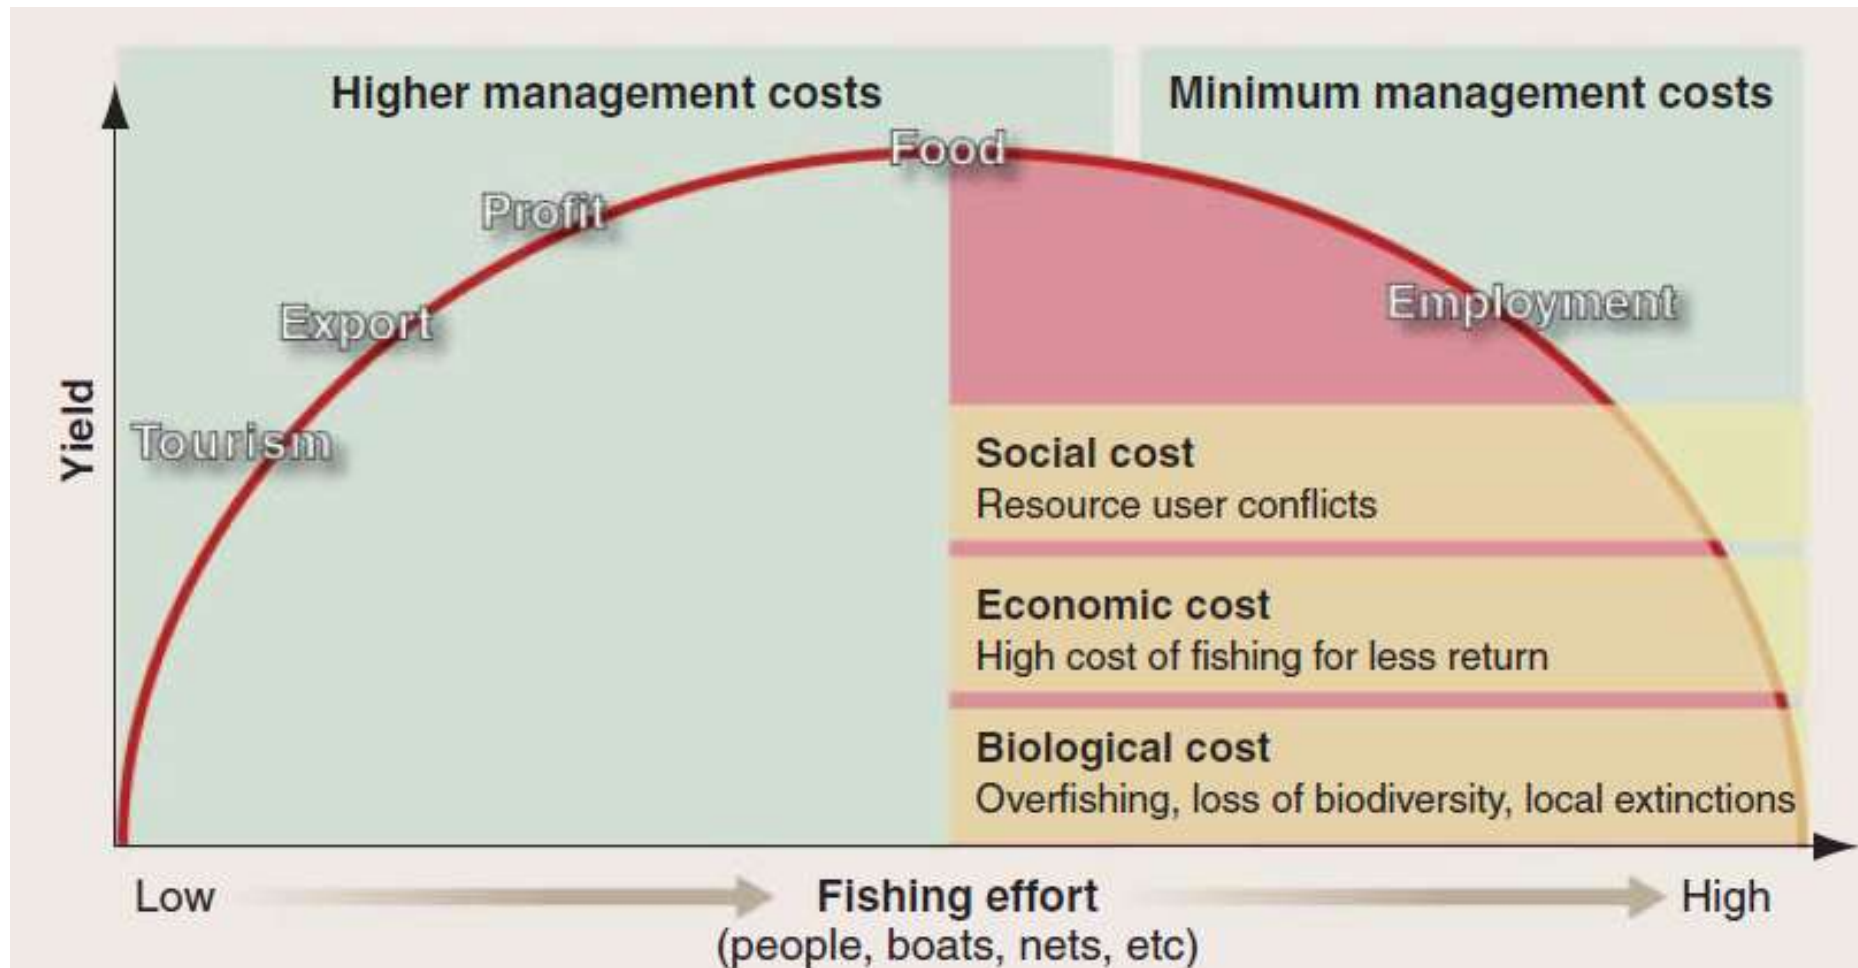 Higher management costs
Minimum management costs
Food
Profit
Export
Employment
Tourism
Yield
Social cost
Resource user conflicts
Economic cost
High cost of fishing for less return
Biological cost
Overfishing, loss of biodiversity, local extinctions
Low
Fishing effort
High
(people, boats, nets, etc)